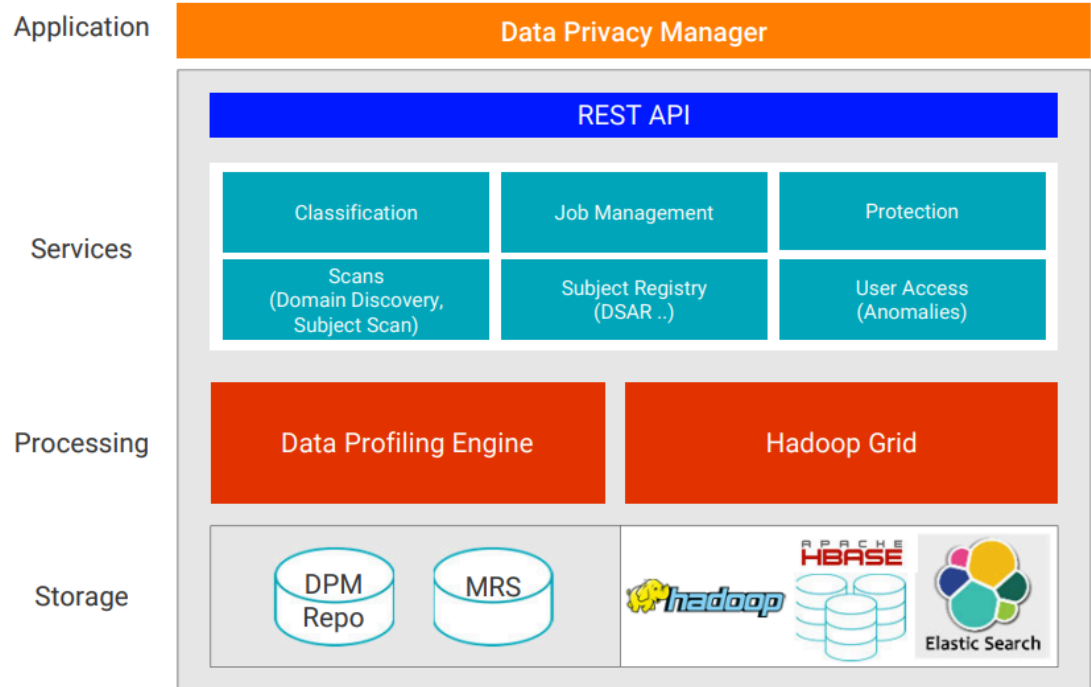 Application
Data Privacy Manager
REST API
Services
Classification
Job Management
Protection
Scans
(Domain Discovery,
Subject Scan)
Subject Registry
(DSAR ..)
User Access
(Anomalies)
Processing
Data Profiling Engine
Hadoop Grid
Storage
DPM
Repo
MRS
hadoop
APACHE
HBASE
Elastic Search